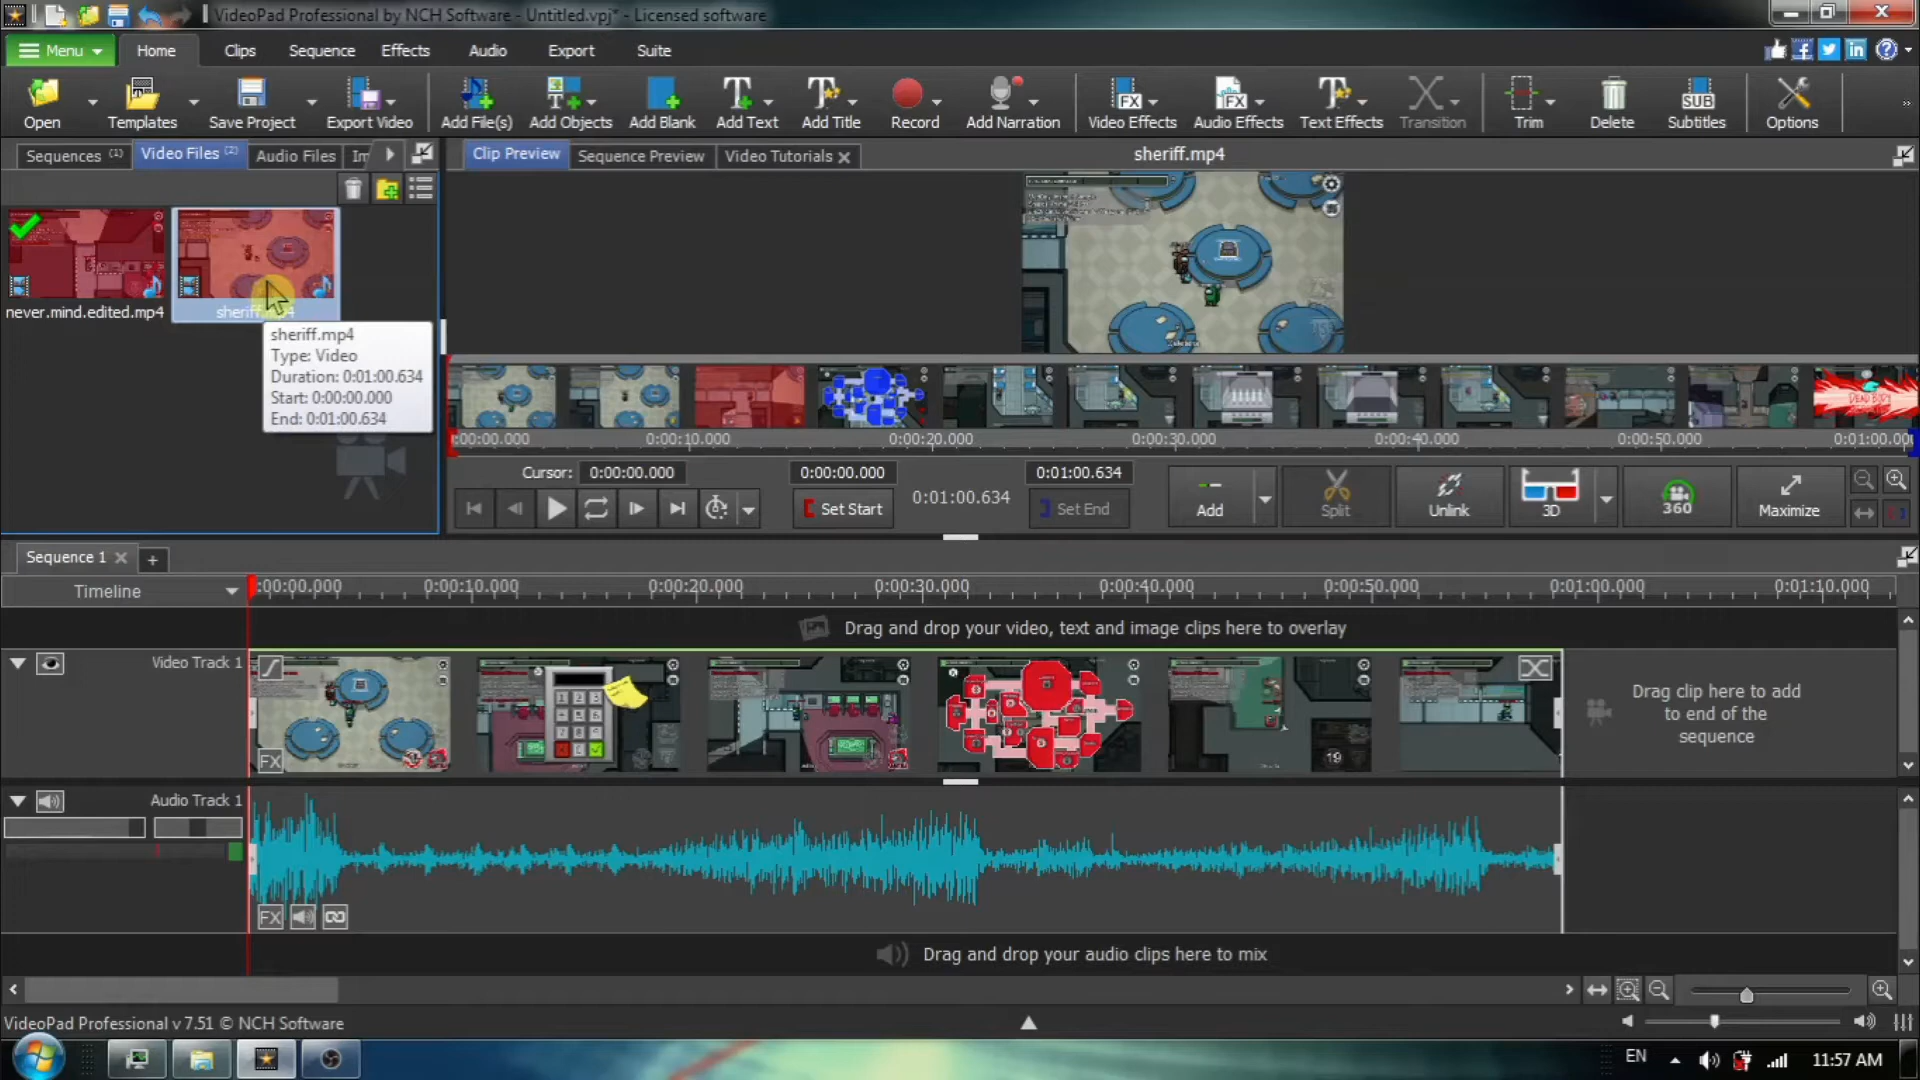 VideoPad Professional by NCH Software - Untitled.vpj* - Licensed software
Menu Home Clips Sequence Effects Audio Export Suite
Open Templates Save Project Export Video Add File(s) Add Objects Add Blank Add Text Add Title Record Add Narration Video Effects Audio Effects Text Effects Transition Trim Delete Subtitles Options
Sequences (1) Video Files (2) Audio Files
Clip Preview Sequence Preview Video Tutorials
sheriff.mp4
never.mind.edited.mp4
sheriff.mp4
sheriff.mp4
Type: Video
Duration: 0:01:00.634
Start: 0:00:00.000
End: 0:01:00.634
DEAD BODY
0:00:00.000 0:00:10.000 0:00:20.000 0:00:30.000 0:00:40.000 0:00:50.000
Cursor: 0:00:00.000 0:00:00.000 0:01:00.634
Set Start 0:01:00.634 Set End
Add Split Unlink 3D 360 Maximize
Sequence 1
Timeline
0:00:10.000 0:00:20.000 0:00:30.000 0:00:40.000 0:00:50.000 0:01:00.000 0:01:10.000
Drag and drop your video, text and image clips here to overlay
Video Track 1
FX
19
Drag clip here to add
to end of the
sequence
Audio Track 1
FX
Drag and drop your audio clips here to mix
VideoPad Professional v 7.51 © NCH Software
EN 11:57 AM